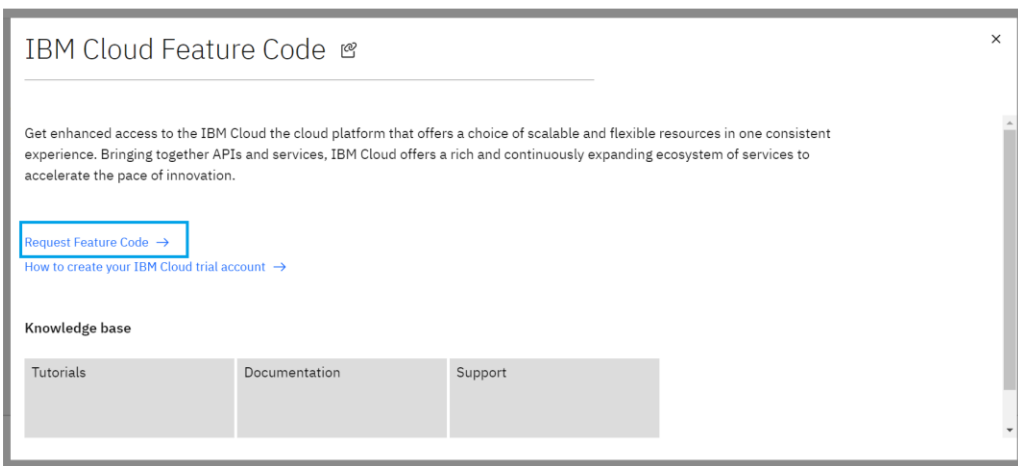 IBM Cloud Feature Code
Get enhanced access to the IBM Cloud the cloud platform that offers a choice of scalable and flexible resources in one consistent
experience. Bringing together APIs and services, IBM Cloud offers a rich and continuously expanding ecosystem of services to
accelerate the pace of innovation.
Request Feature Code →
How to create your IBM Cloud trial account →
Knowledge base
Tutorials Documentation Support